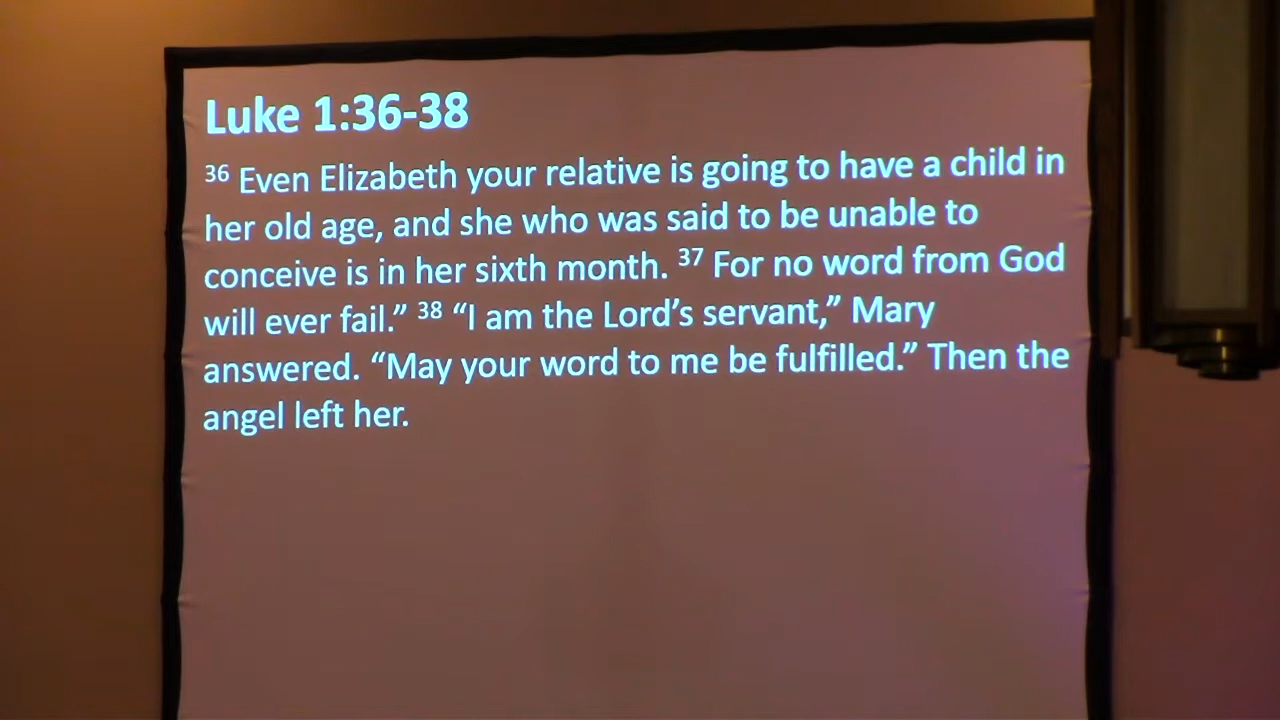 Luke 1:36-38
36 Even Elizabeth your relative is going to have a child in
her old age, and she who was said to be unable to
conceive is in her sixth month. 37 For no word from God
will ever fail.” 38 “I am the Lord’s servant,” Mary
answered. “May your word to me be fulfilled.” Then the
angel left her.